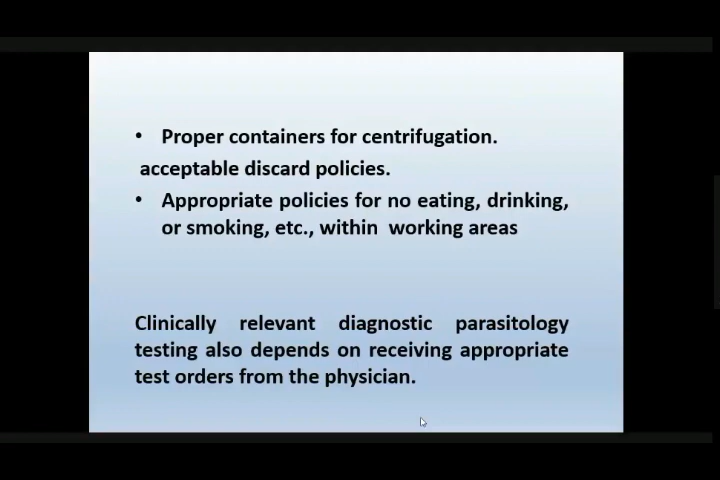 • Proper containers for centrifugation.
acceptable discard policies.
• Appropriate policies for no eating, drinking,
or smoking, etc., within working areas
Clinically relevant diagnostic parasitology
testing also depends on receiving appropriate
test orders from the physician.